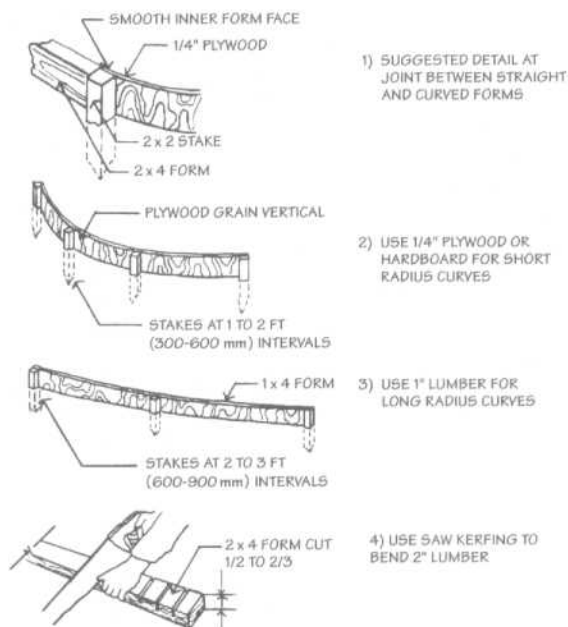 SMOOTH INNER FORM FACE
1/4" PLYWOOD
2 x 2 STAKE
2 x 4 FORM
1) SUGGESTED DETAIL AT
JOINT BETWEEN STRAIGHT
AND CURVED FORMS
PLYWOOD GRAIN VERTICAL
STAKES AT 1 TO 2 FT
(300-600 mm) INTERVALS
2) USE 1/4" PLYWOOD OR
HARDBOARD FOR SHORT
RADIUS CURVES
1 x 4 FORM
STAKES AT 2 TO 3 FT
(600-900 mm) INTERVALS
3) USE 1" LUMBER FOR
LONG RADIUS CURVES
2 x 4 FORM CUT
1/2 TO 2/3
4) USE SAW KERFING TO
BEND 2" LUMBER